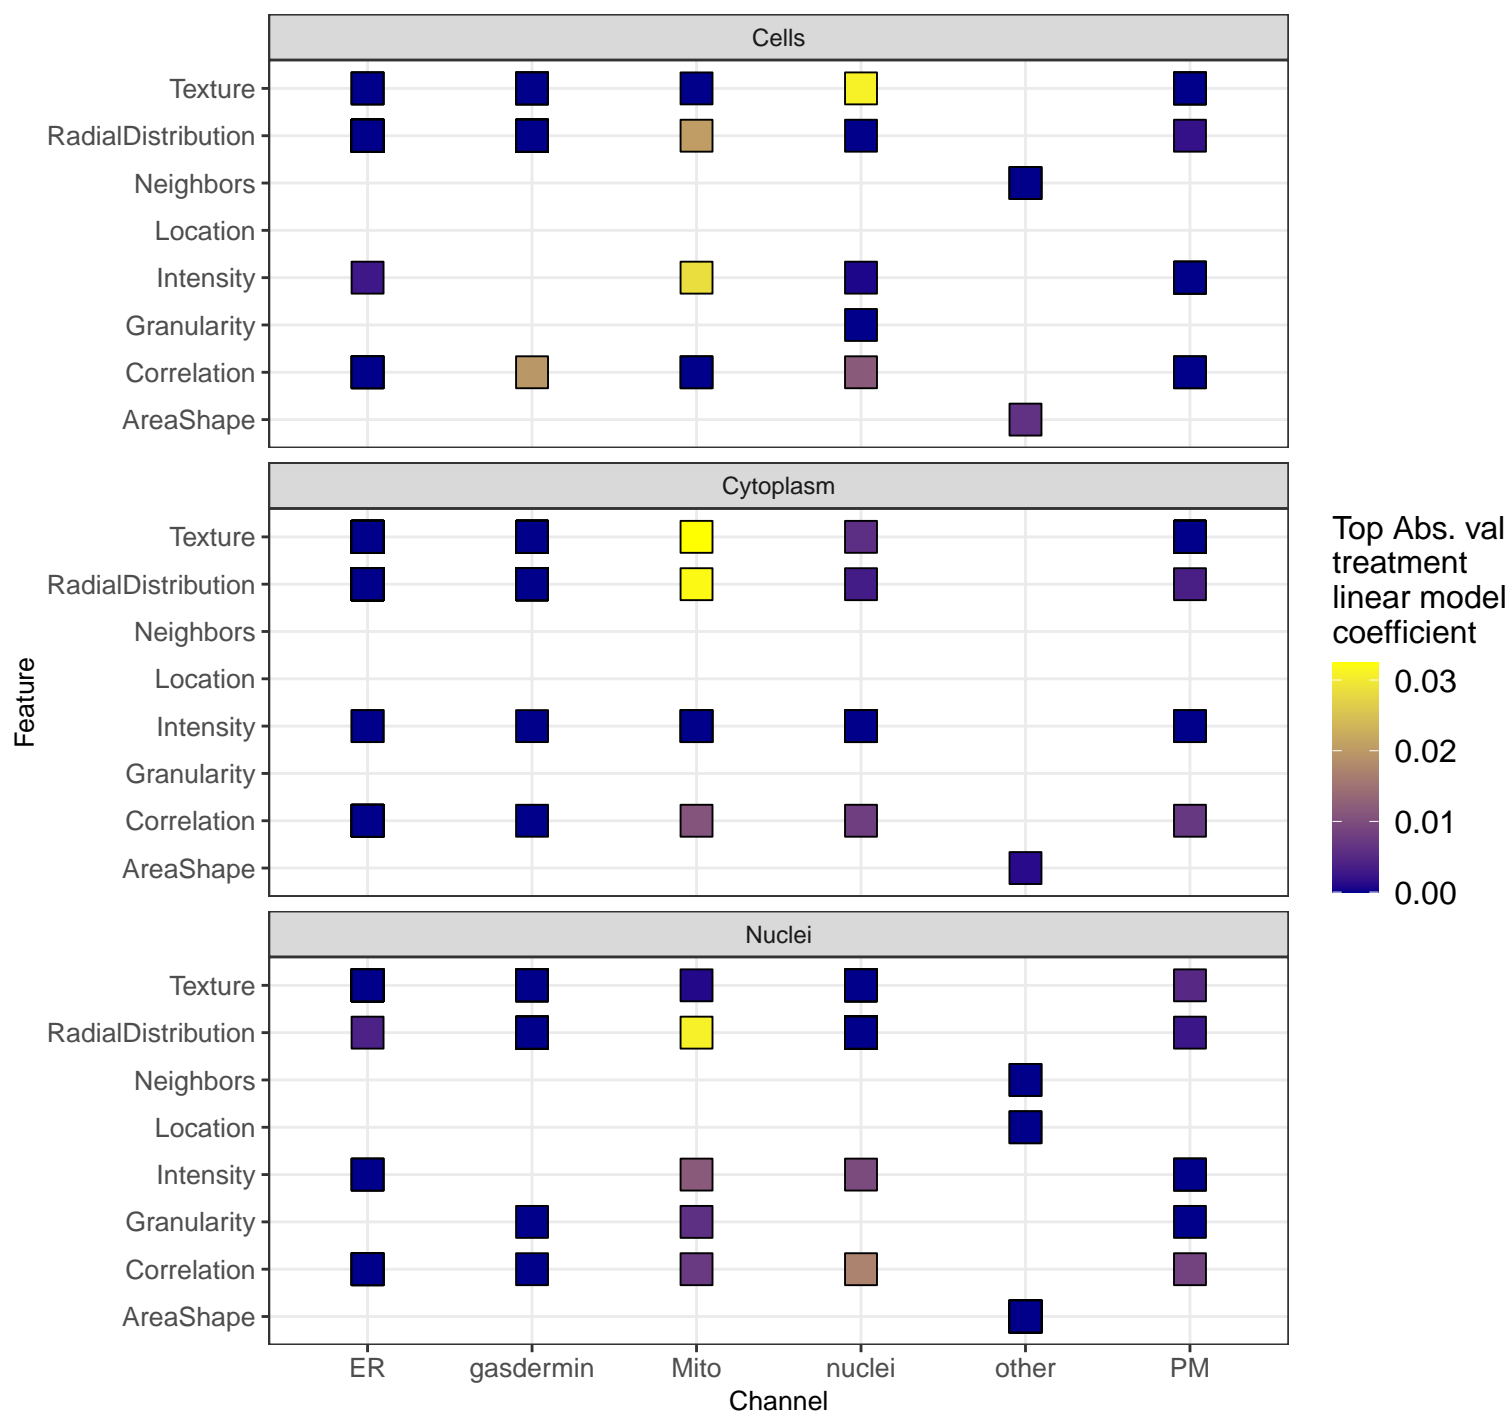 Cells
Texture
RadialDistribution
Neighbors
Location
Intensity
Granularity
Correlation
AreaShape
Cytoplasm
Texture
RadialDistribution
Neighbors
Location
Intensity
Granularity
Correlation
AreaShape
Nuclei
Texture
RadialDistribution
Neighbors
Location
Intensity
Granularity
Correlation
AreaShape
ER gasdermin Mito nuclei other PM
Channel
Feature
Top Abs. val
treatment
linear model
coefficient
0.03
0.02
0.01
0.00